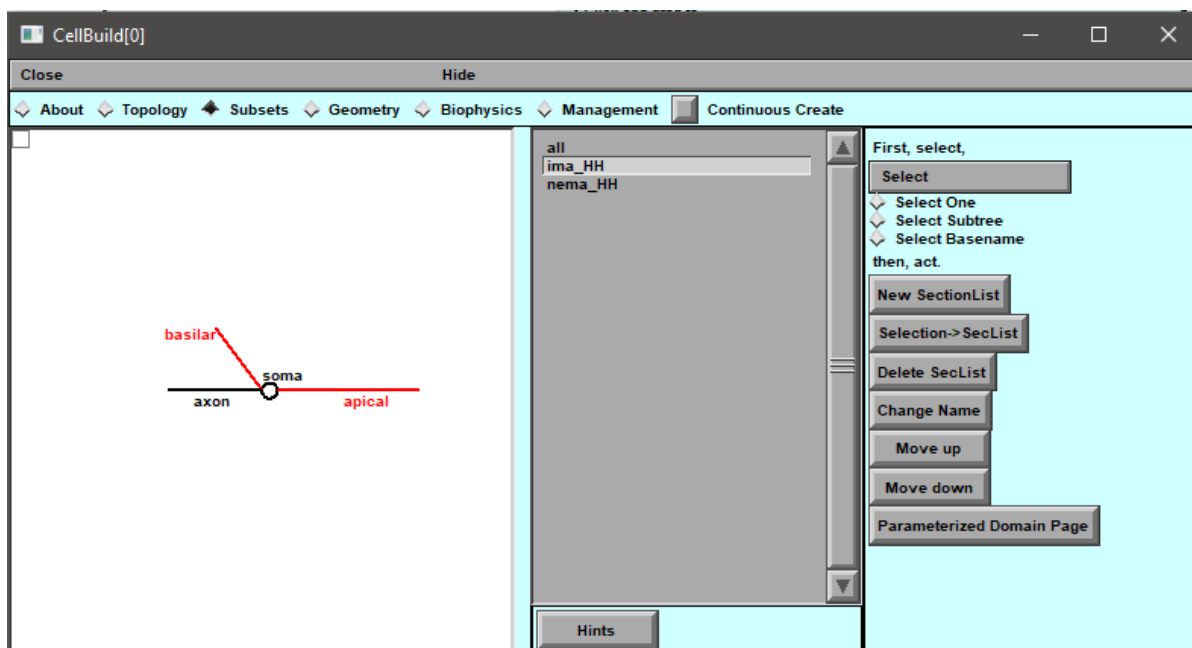 CellBuild[0]
Close Hide
About Topology Subsets Geometry Biophysics Management Continuous Create
all
ima_HH
nema_HH
First, select,
Select
Select One
Select Subtree
Select Basename
then, act.
New SectionList
Selection->SecList
Delete SecList
Change Name
Move up
Move down
Parameterized Domain Page
basilar
soma
axon
apical
Hints